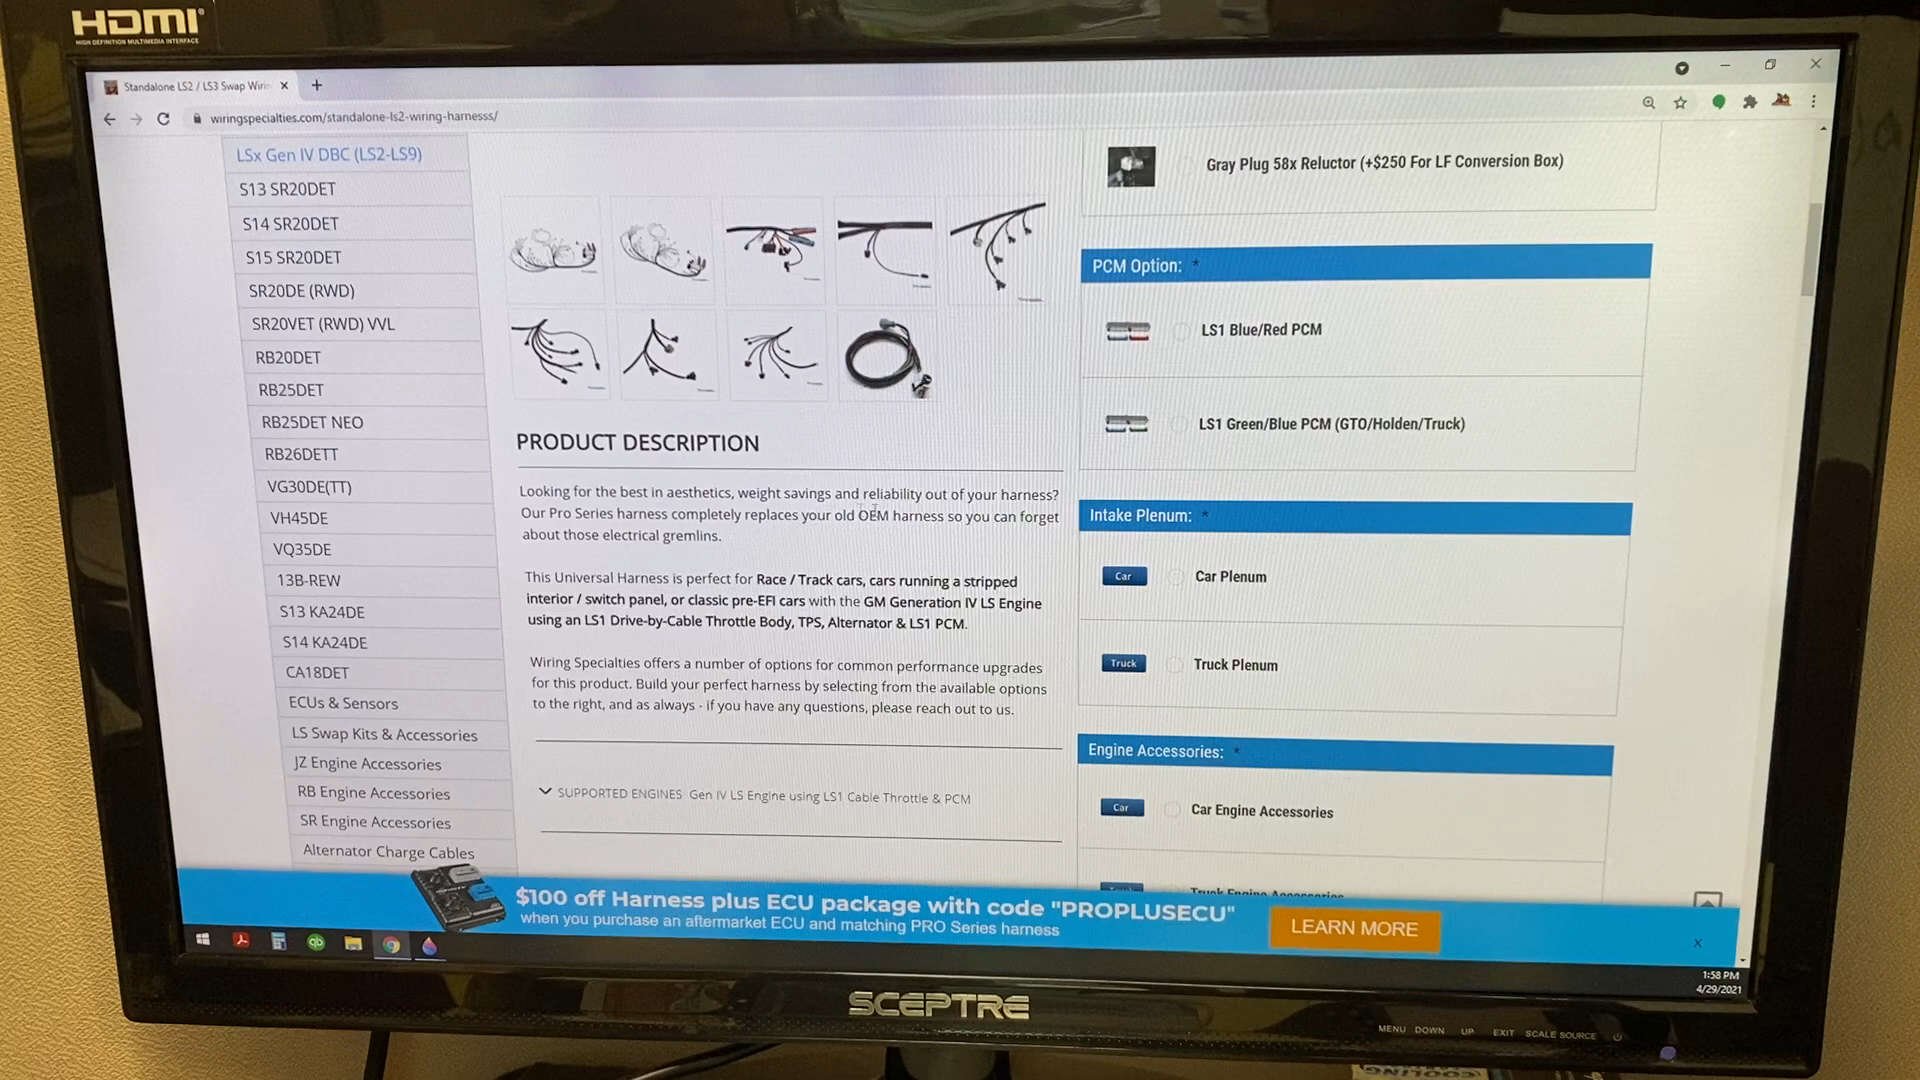 HDMI
HIGH DEFINITION MULTIMEDIA INTERFACE
Standalone LS2 / LS3 Swap Wirin
wiringspecialties.com/standalone-ls2-wiring-harnesss/
LSx Gen IV DBC (LS2-LS9)
S13 SR20DET
S14 SR20DET
S15 SR20DET
SR20DE (RWD)
SR20VET (RWD) VVL
RB20DET
RB25DET
RB25DET NEO
RB26DETT
VG30DE(TT)
VH45DE
VQ35DE
13B-REW
S13 KA24DE
S14 KA24DE
CA18DET
ECUs & Sensors
LS Swap Kits & Accessories
JZ Engine Accessories
RB Engine Accessories
SR Engine Accessories
Alternator Charge Cables
PRODUCT DESCRIPTION
Looking for the best in aesthetics, weight savings and reliability out of your harness?
Our Pro Series harness completely replaces your old OEM harness so you can forget
about those electrical gremlins.
This Universal Harness is perfect for Race / Track cars, cars running a stripped
interior / switch panel, or classic pre-EFI cars with the GM Generation IV LS Engine
using an LS1 Drive-by-Cable Throttle Body, TPS, Alternator & LS1 PCM.
Wiring Specialties offers a number of options for common performance upgrades
for this product. Build your perfect harness by selecting from the available options
to the right, and as always - if you have any questions, please reach out to us.
SUPPORTED ENGINES: Gen IV LS Engine using LS1 Cable Throttle & PCM
Gray Plug 58x Reluctor (+$250 For LF Conversion Box)
PCM Option: *
LS1 Blue/Red PCM
LS1 Green/Blue PCM (GTO/Holden/Truck)
Intake Plenum: *
Car Car Plenum
Truck Truck Plenum
Engine Accessories: *
Car Car Engine Accessories
Truck Engine Accessories
$100 off Harness plus ECU package with code "PROPLUSECU"
when you purchase an aftermarket ECU and matching PRO Series harness
LEARN MORE
x
1:58 PM
4/29/2021
SCEPTRE
MENU DOWN UP EXIT SCALE SOURCE
COOLING